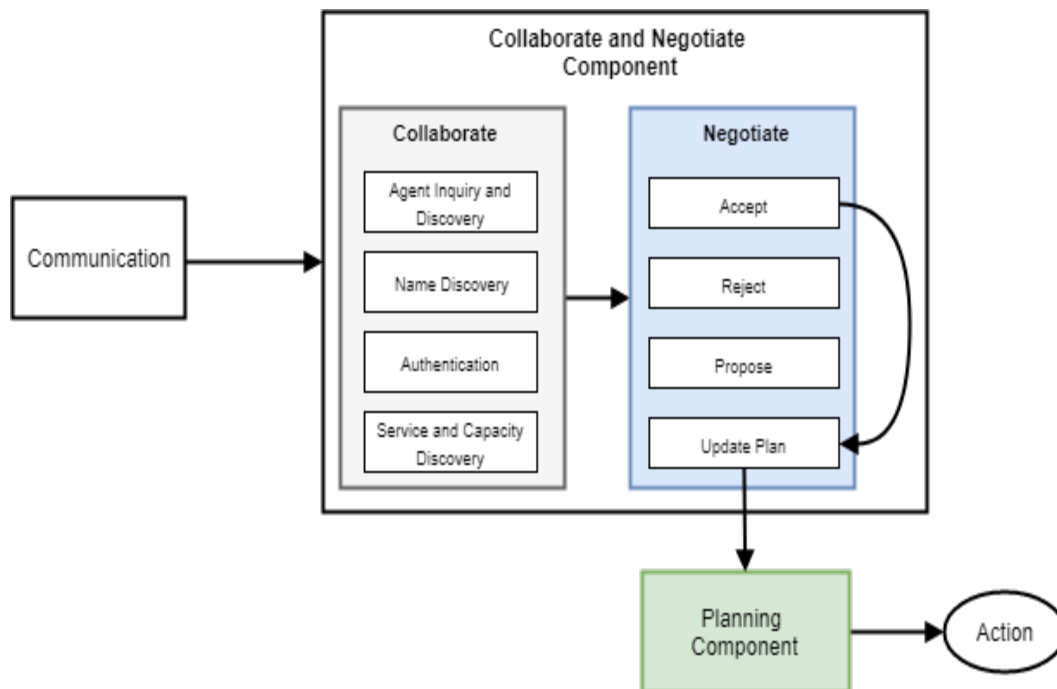 Collaborate and Negotiate
Component
Collaborate
Agent Inquiry and
Discovery
Name Discovery
Authentication
Service and Capacity
Discovery
Negotiate
Accept
Reject
Propose
Update Plan
Communication
Planning
Component
Action